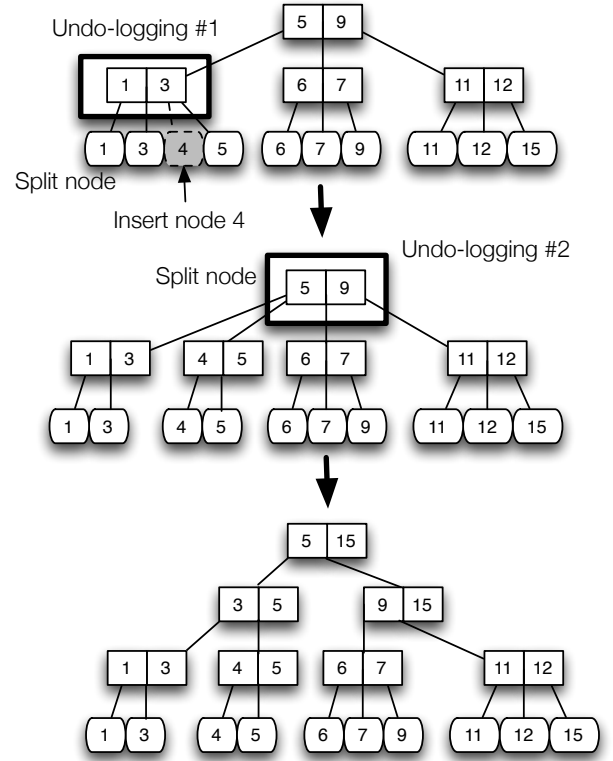 Undo-logging #1
5 9
1 3
6 7
11 12
1 3 4 5 6 7 9 11 12 15
Split node
Insert node 4
Undo-logging #2
Split node
5 9
1 3 4 5 6 7 11 12
1 3 4 5 6 7 9 11 12 15
5 15
3 5 9 15
1 3 4 5 6 7 11 12
1 3 4 5 6 7 9 11 12 15